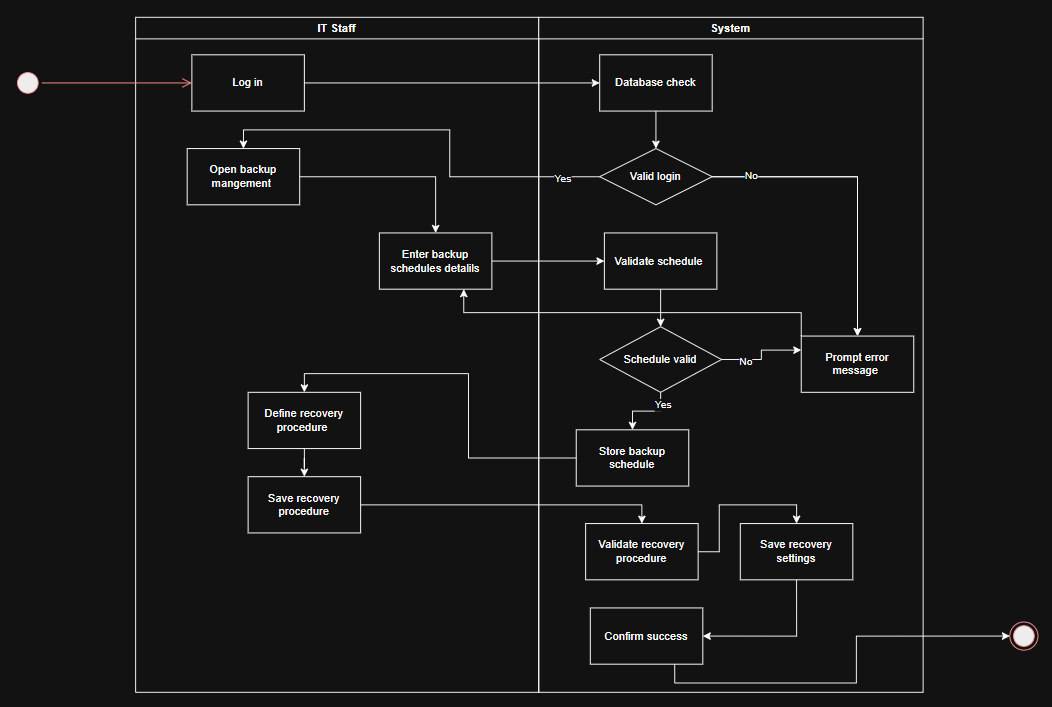 IT Staff
System
Log in
Database check
Open backup
mangement
Yes
Valid login
No
Enter backup
schedules detalils
Validate schedule
Schedule valid
No
Prompt error
message
Yes
Define recovery
procedure
Store backup
schedule
Save recovery
procedure
Validate recovery
procedure
Save recovery
settings
Confirm success